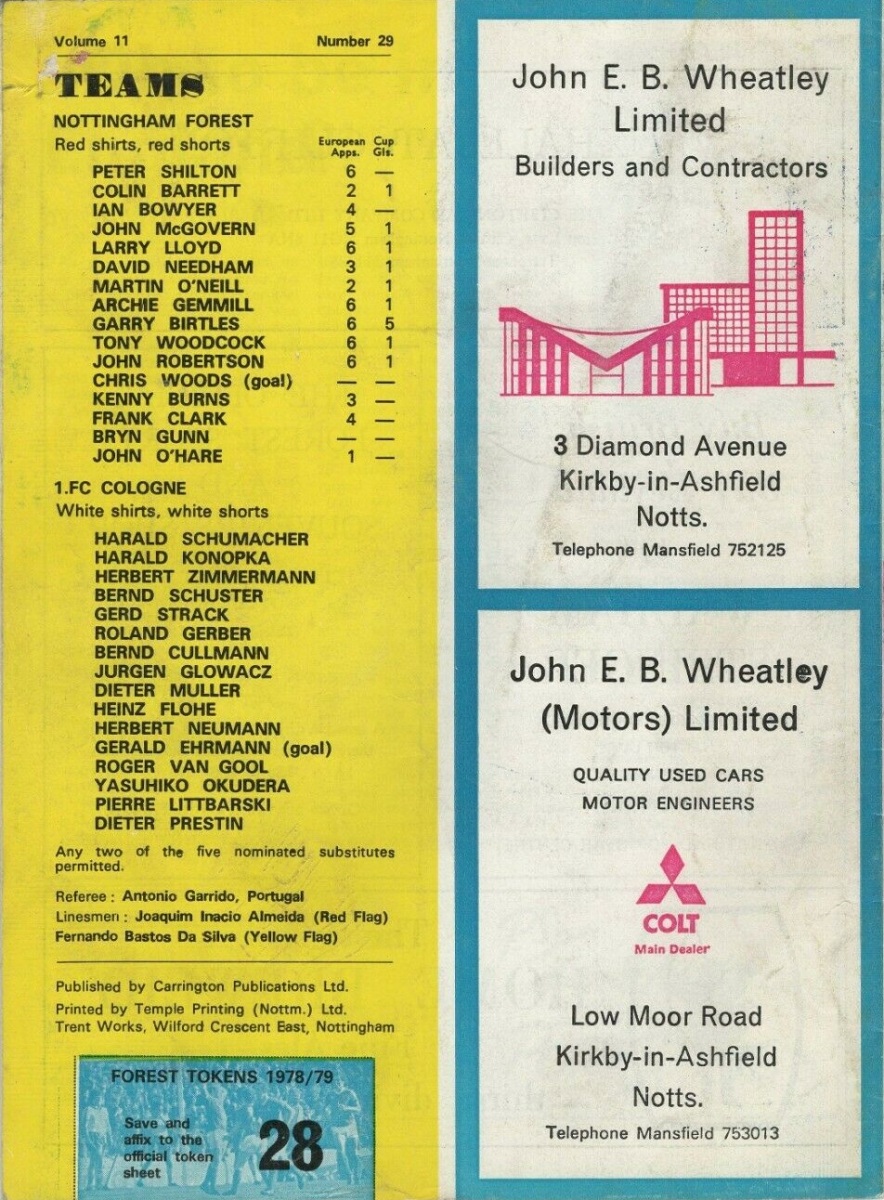 Volume 11 Number 29
TEAMS
NOTTINGHAM FOREST
Red shirts, red shorts European Apps. Cup Gls.
PETER SHILTON 6 —
COLIN BARRETT 2 1
IAN BOWYER 4 —
JOHN McGOVERN 5 1
LARRY LLOYD 6 1
DAVID NEEDHAM 3 1
MARTIN O'NEILL 2 1
ARCHIE GEMMILL 6 1
GARRY BIRTLES 6 5
TONY WOODCOCK 6 1
JOHN ROBERTSON 6 1
CHRIS WOODS (goal) — —
KENNY BURNS 3 —
FRANK CLARK 4 —
BRYN GUNN — —
JOHN O'HARE 1 —
1.FC COLOGNE
White shirts, white shorts
HARALD SCHUMACHER
HARALD KONOPKA
HERBERT ZIMMERMANN
BERND SCHUSTER
GERD STRACK
ROLAND GERBER
BERND CULLMANN
JURGEN GLOWACZ
DIETER MULLER
HEINZ FLOHE
HERBERT NEUMANN
GERALD EHRMANN (goal)
ROGER VAN GOOL
YASUHIKO OKUDERA
PIERRE LITTBARSKI
DIETER PRESTIN
Any two of the five nominated substitutes
permitted.
Referee : Antonio Garrido, Portugal
Linesmen : Joaquim Inacio Almeida (Red Flag)
Fernando Bastos Da Silva (Yellow Flag)
Published by Carrington Publications Ltd.
Printed by Temple Printing (Nottm.) Ltd.
Trent Works, Wilford Crescent East, Nottingham
FOREST TOKENS 1978/79
Save and
affix to the
official token
sheet
28
John E. B. Wheatley
Limited
Builders and Contractors
3 Diamond Avenue
Kirkby-in-Ashfield
Notts.
Telephone Mansfield 752125
John E. B. Wheatley
(Motors) Limited
QUALITY USED CARS
MOTOR ENGINEERS
COLT
Main Dealer
Low Moor Road
Kirkby-in-Ashfield
Notts.
Telephone Mansfield 753013